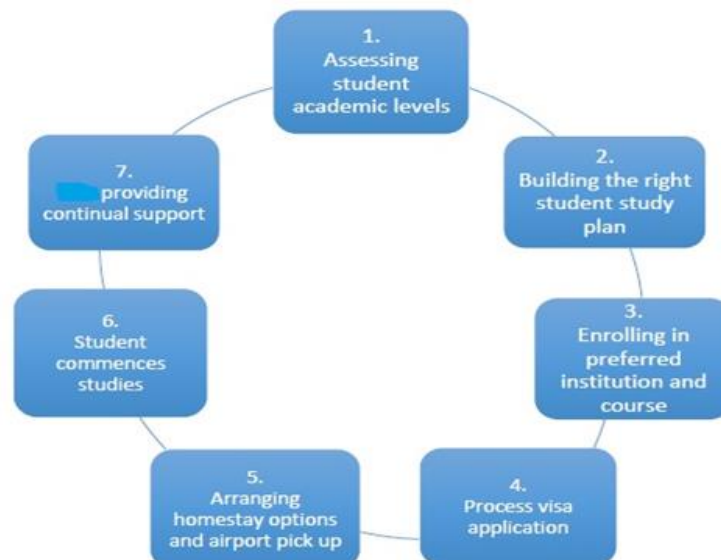 1.
Assessing
student
academic levels
2.
Building the right
student study
plan
3.
Enrolling in
preferred
institution and
course
4.
Process visa
application
5.
Arranging
homestay options
and airport pick up
6.
Student
commences
studies
7.
providing
continual support